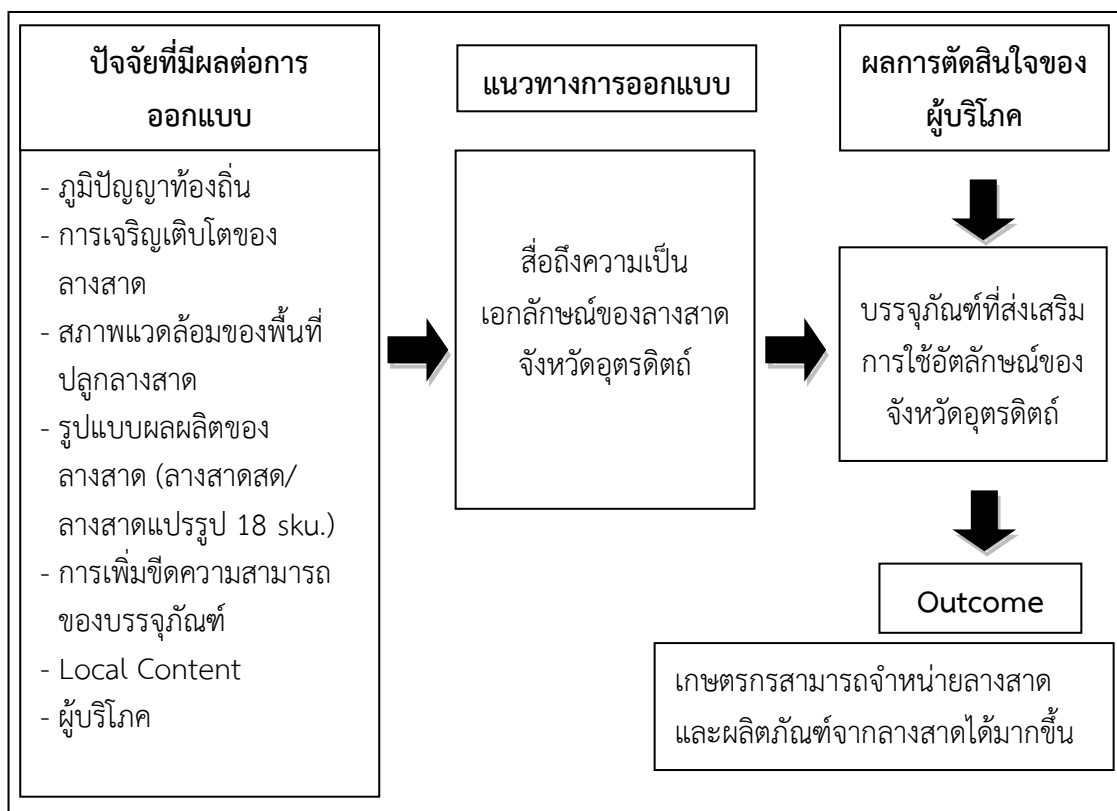 ปัจจัยที่มีผลต่อการ
ออกแบบ
- ภูมิปัญญาท้องถิ่น
- การเจริญเติบโตของ
ลางสาด
- สภาพแวดล้อมของพื้นที่
ปลูกลางสาด
- รูปแบบผลผลิตของ
ลางสาด (ลางสาดสด/
ลางสาดแปรรูป 18 sku.)
- การเพิ่มขีดความสามารถ
ของบรรจุภัณฑ์
- Local Content
- ผู้บริโภค
แนวทางการออกแบบ
สื่อถึงความเป็น
เอกลักษณ์ของลางสาด
จังหวัดอุตรดิตถ์
ผลการตัดสินใจของ
ผู้บริโภค
บรรจุภัณฑ์ที่ส่งเสริม
การใช้อัตลักษณ์ของ
จังหวัดอุตรดิตถ์
Outcome
เกษตรกรสามารถจำหน่ายลางสาด
และผลิตภัณฑ์จากลางสาดได้มากขึ้น